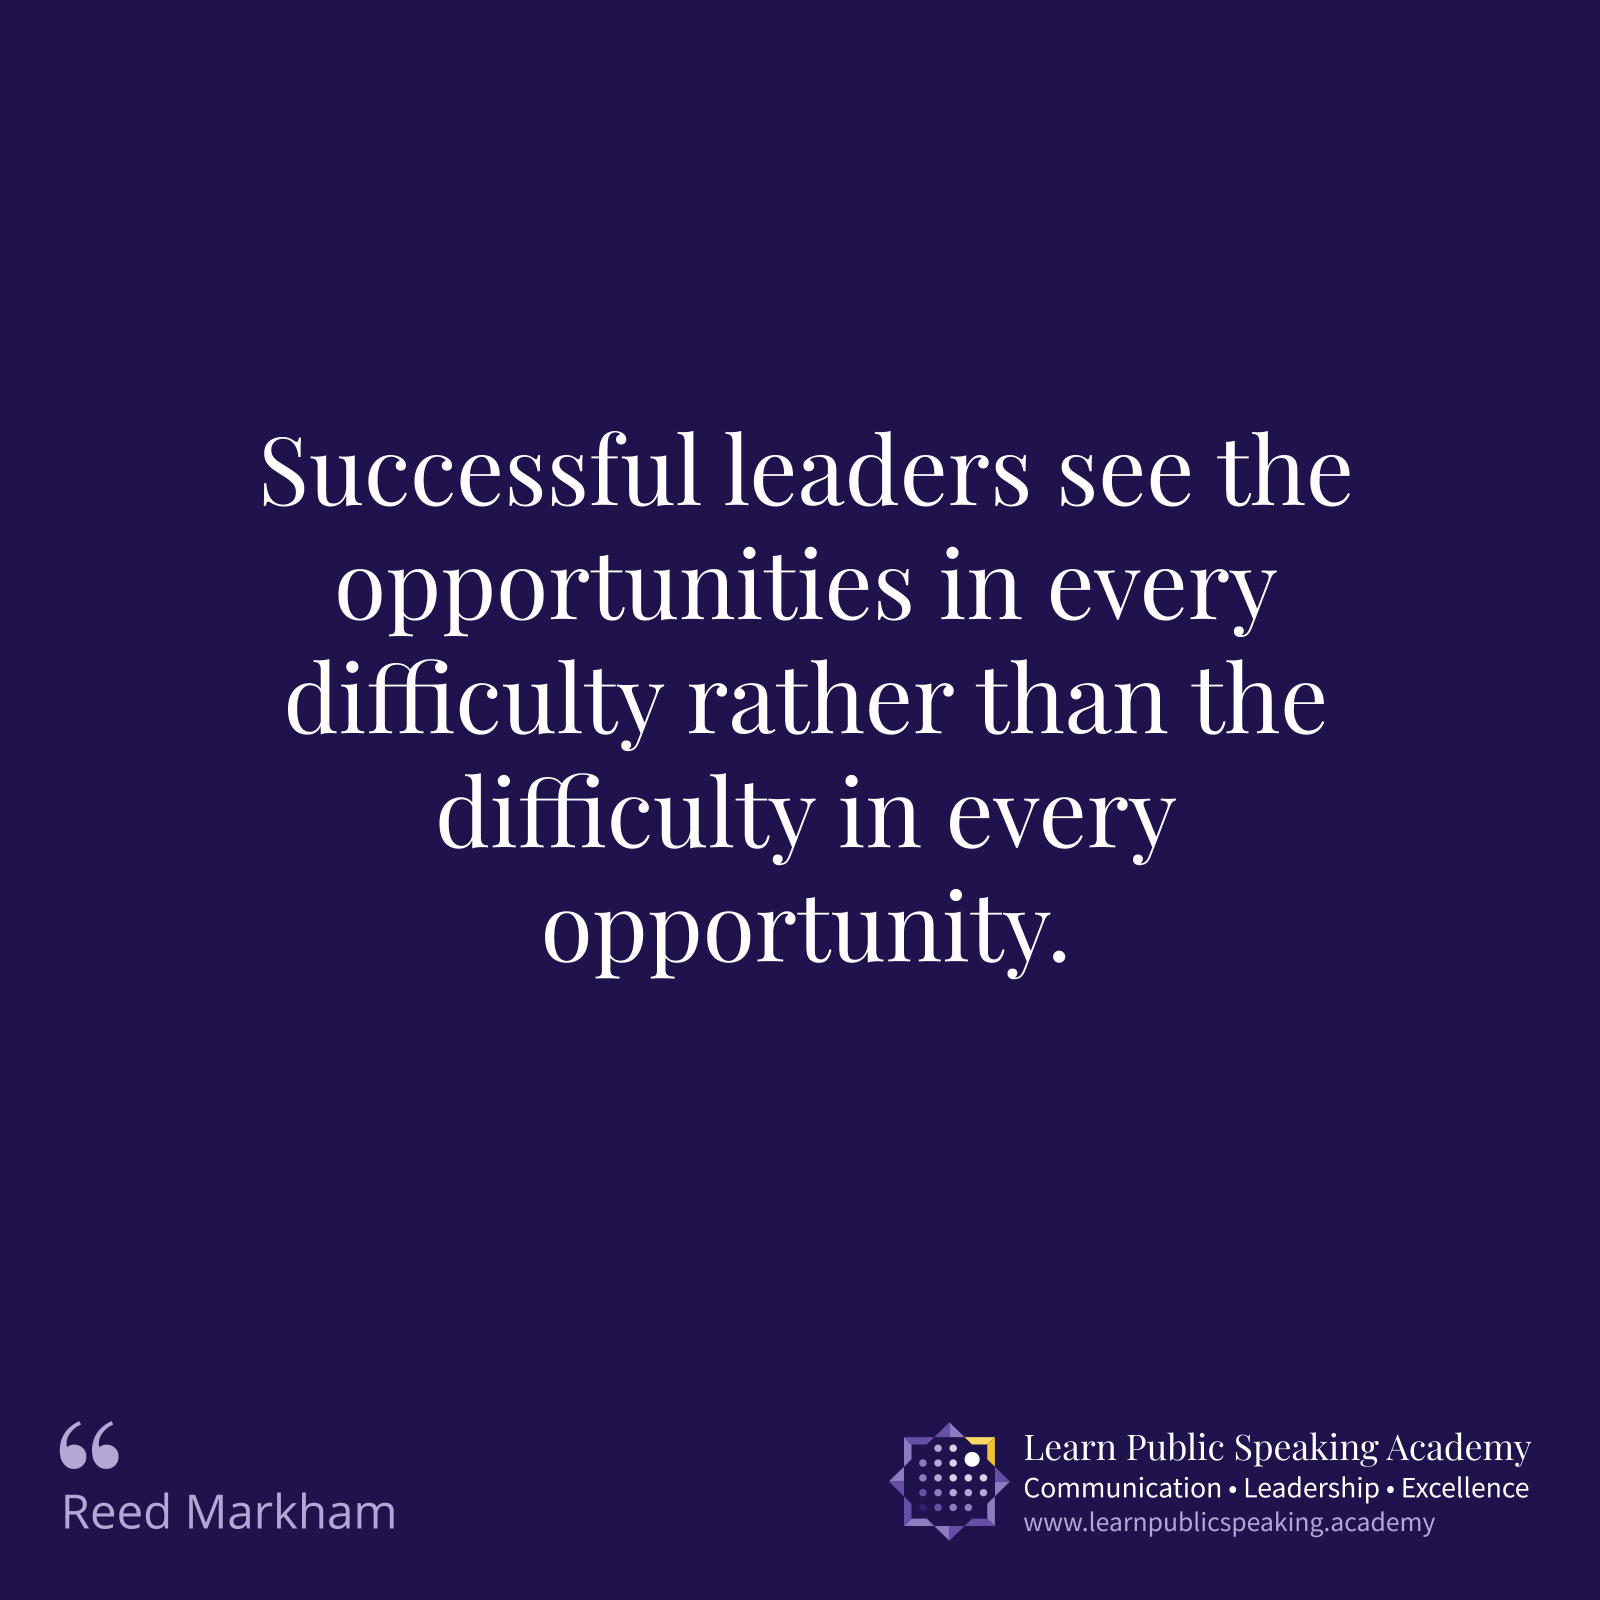 Successful leaders see the
opportunities in every
difficulty rather than the
difficulty in every
opportunity.
“
Reed Markham
Learn Public Speaking Academy
Communication • Leadership • Excellence
www.learnpublicspeaking.academy